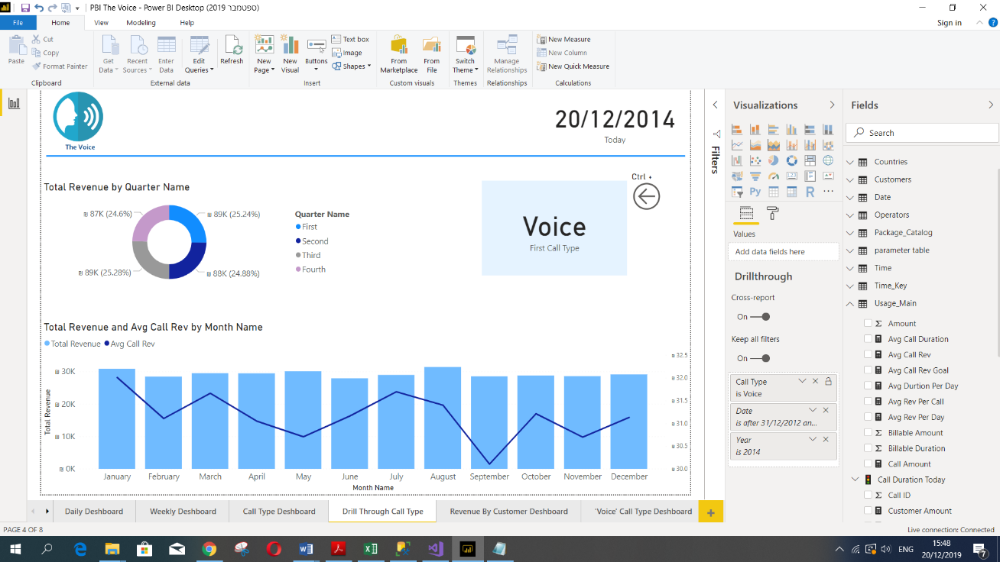 PBI The Voice - Power BI Desktop (ספטמבר 2019)
File
Home
View
Modeling
Help
Sign in
Paste
Cut
Copy
Format Painter
Clipboard
Get Data
Recent Sources
Enter Data
Edit Queries
Refresh
External data
New Page
New Visual
Buttons
Text box
Image
Shapes
Insert
From Marketplace
From File
Custom visuals
Switch Theme
Themes
Manage Relationships
Relationships
New Measure
New Column
New Quick Measure
Calculations
The Voice
20/12/2014
Today
Total Revenue by Quarter Name
₪ 87K (24.6%)
₪ 89K (25.24%)
₪ 89K (25.28%)
₪ 88K (24.88%)
Quarter Name
First
Second
Third
Fourth
Voice
First Call Type
Ctrl +
Total Revenue and Avg Call Rev by Month Name
Total Revenue
Avg Call Rev
Total Revenue
₪ 30K
₪ 20K
₪ 10K
₪ 0K
₪ 32.5
₪ 32.0
₪ 31.5
₪ 31.0
₪ 30.5
₪ 30.0
January February March April May June July August September October November December
Month Name
Filters
Visualizations
Py
R
Values
Add data fields here
Drillthrough
Cross-report
On
Keep all filters
On
Call Type
is Voice
Date
is after 31/12/2012 an...
Year
is 2014
Fields
Search
Countries
Customers
Date
Operators
Package_Catalog
parameter table
Time
Time_Key
Usage_Main
Amount
Avg Call Duration
Avg Call Rev
Avg Call Rev Goal
Avg Durtion Per Day
Avg Rev Per Call
Avg Rev Per Day
Billable Amount
Billable Duration
Call Amount
Call Duration Today
Call ID
Customer Amount
Daily Deshboard
Weekly Deshboard
Call Type Deshboard
Drill Through Call Type
Revenue By Customer Deshboard
'Voice' Call Type Deshboard
PAGE 4 OF 8
Live connection: Connected
ENG
15:48
20/12/2019
7